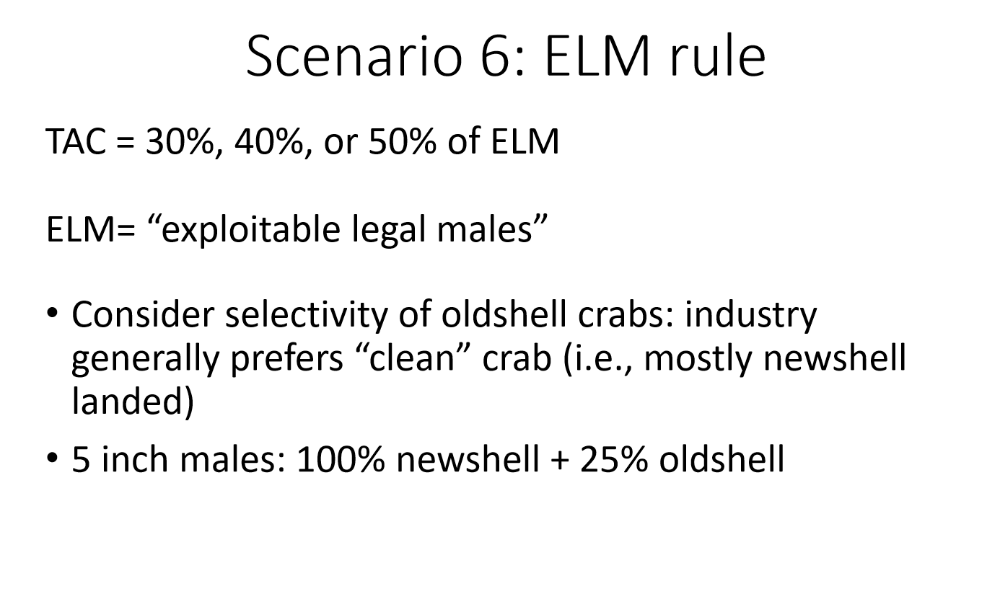 Scenario 6: ELM rule
TAC = 30%, 40%, or 50% of ELM
ELM= “exploitable legal males”
• Consider selectivity of oldshell crabs: industry
generally prefers “clean” crab (i.e., mostly newshell
landed)
• 5 inch males: 100% newshell + 25% oldshell